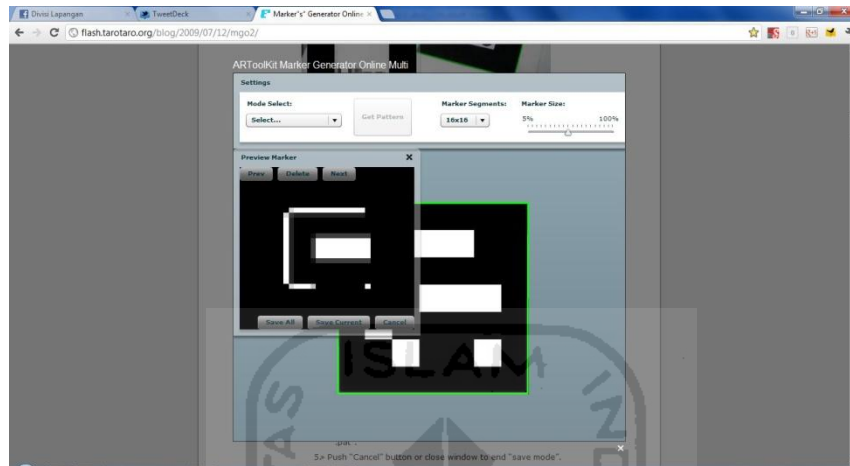 Divisi Lapangan
TweetDeck
Marker's* Generator Online
flash.tarotaro.org/blog/2009/07/12/mgo2/
ARToolKit Marker Generator Online Multi
Settings
Mode Select:
Marker Segments:
Marker Size:
Select...
Get Pattern
16x16
5%
100%
Preview Marker
Prev
Delete
Next
Save All
Save Current
Cancel
ISLAM
.pat .
5. Push "Cancel" button or close window to end "save mode".